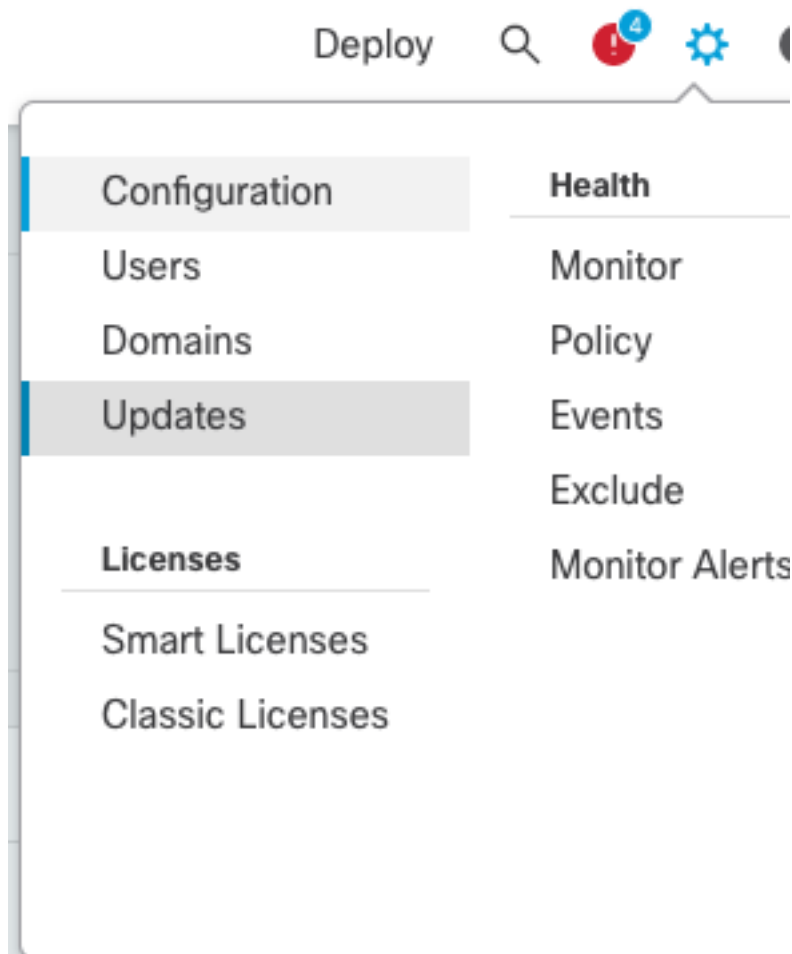 Deploy
! 4
Configuration
Users
Domains
Updates
Licenses
Smart Licenses
Classic Licenses
Health
Monitor
Policy
Events
Exclude
Monitor Alerts